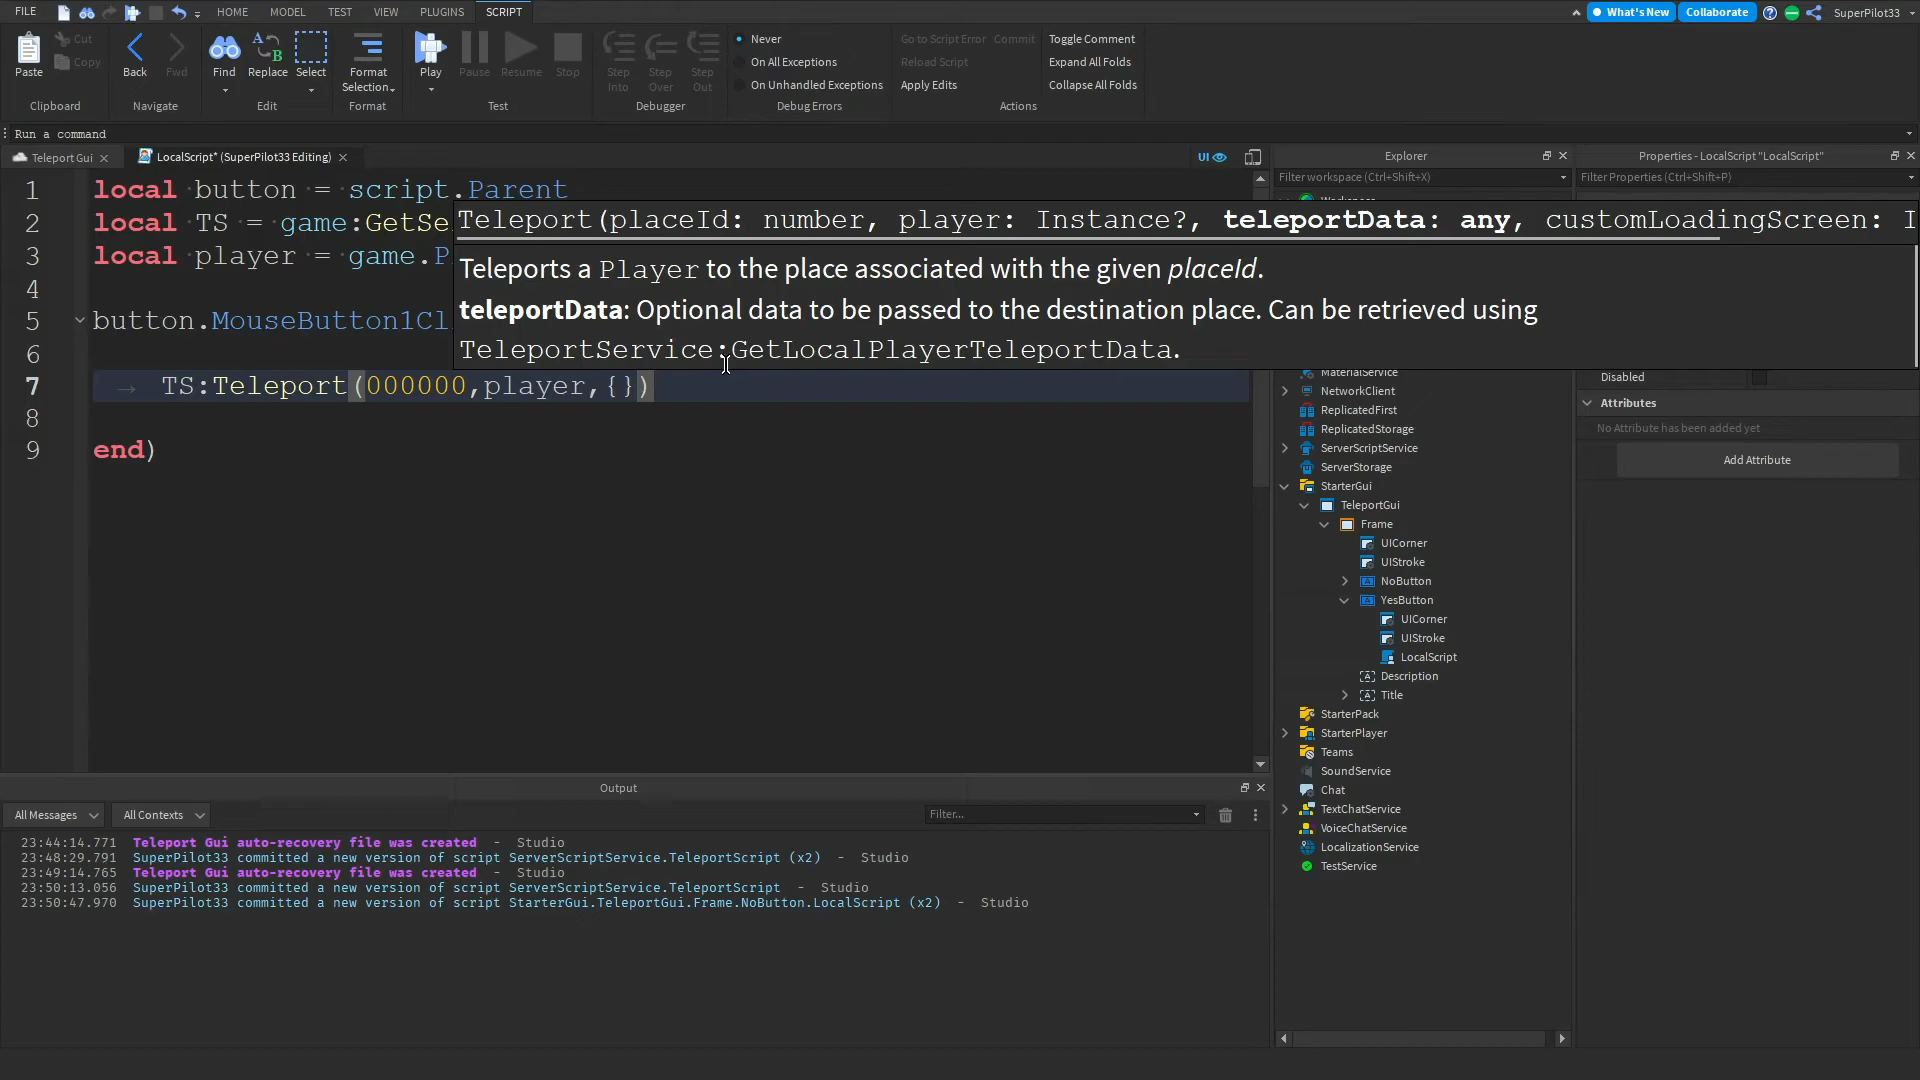 FILE HOME MODEL TEST VIEW PLUGINS SCRIPT What's New Collaborate SuperPilot33
Paste Cut Copy
Clipboard
Back Fwd
Navigate
Find Replace Select
Edit
Format Selection
Format
Play Pause Resume Stop
Test
Step Into Step Over Step Out
Debugger
Never
On All Exceptions
On Unhandled Exceptions
Debug Errors
Go to Script Error Commit Toggle Comment
Reload Script Expand All Folds
Apply Edits Collapse All Folds
Actions
Run a command
Teleport Gui LocalScript* (SuperPilot33 Editing) UI
1 local button = script.Parent
2 local TS = game:GetSe
3 local player = game.P
4
5 button.MouseButton1Cl
6
7 TS:Teleport(000000,player,{})
8
9 end)
Teleport(placeId: number, player: Instance?, teleportData: any, customLoadingScreen: I
Teleports a Player to the place associated with the given placeId.
teleportData: Optional data to be passed to the destination place. Can be retrieved using
TeleportService:GetLocalPlayerTeleportData.
Explorer
Filter workspace (Ctrl+Shift+X)
Workspace
MaterialService
NetworkClient
ReplicatedFirst
ReplicatedStorage
ServerScriptService
ServerStorage
StarterGui
TeleportGui
Frame
UICorner
UIStroke
NoButton
YesButton
UICorner
UIStroke
LocalScript
Description
Title
StarterPack
StarterPlayer
Teams
SoundService
Chat
TextChatService
VoiceChatService
LocalizationService
TestService
Properties - LocalScript "LocalScript"
Filter Properties (Ctrl+Shift+P)
Disabled
Attributes
No Attribute has been added yet
Add Attribute
Output
All Messages All Contexts Filter...
23:44:14.771 Teleport Gui auto-recovery file was created - Studio
23:48:29.791 SuperPilot33 committed a new version of script ServerScriptService.TeleportScript (x2) - Studio
23:49:14.765 Teleport Gui auto-recovery file was created - Studio
23:50:13.056 SuperPilot33 committed a new version of script ServerScriptService.TeleportScript - Studio
23:50:47.970 SuperPilot33 committed a new version of script StarterGui.TeleportGui.Frame.NoButton.LocalScript (x2) - Studio